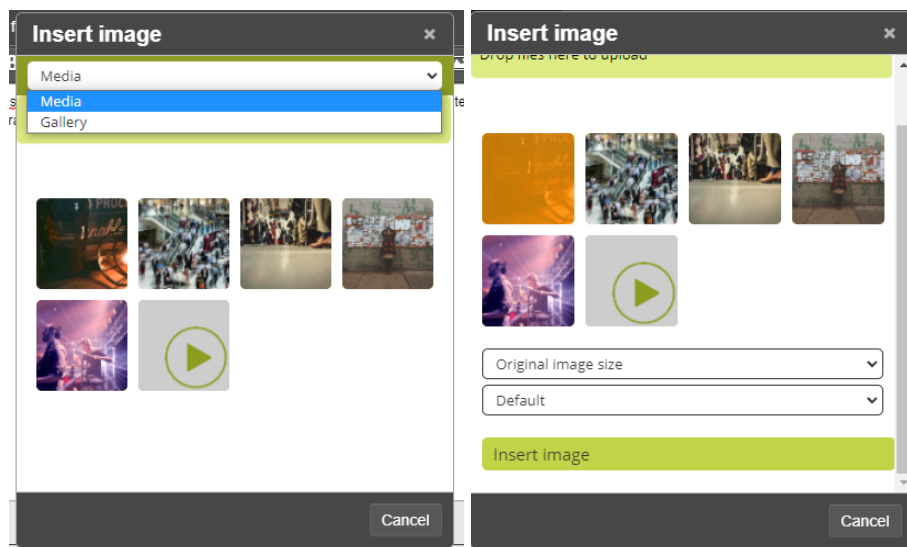 Insert image
×
Media
Media
Gallery
Cancel
Insert image
×
Drop files here to upload
Original image size
Default
Insert image
Cancel